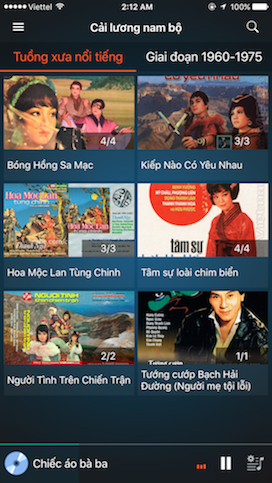 Viettel
2:12 AM
100%
Cải lương nam bộ
Tuồng xưa nổi tiếng
Giai đoạn 1960-1975
4/4
Bóng Hồng Sa Mạc
4/4
Kiếp Nào Có Yêu Nhau
Hoa Mộc Lan
tùng chinh
3/3
Hoa Mộc Lan Tùng Chinh
tâm sự
4/4
Tâm sự loài chim biển
NGƯỜI TÌNH
2/2
Người Tình Trên Chiến Trận
1/1
Tướng cướp Bạch Hải
Đường (Người mẹ tội lỗi)
Chiếc áo bà ba